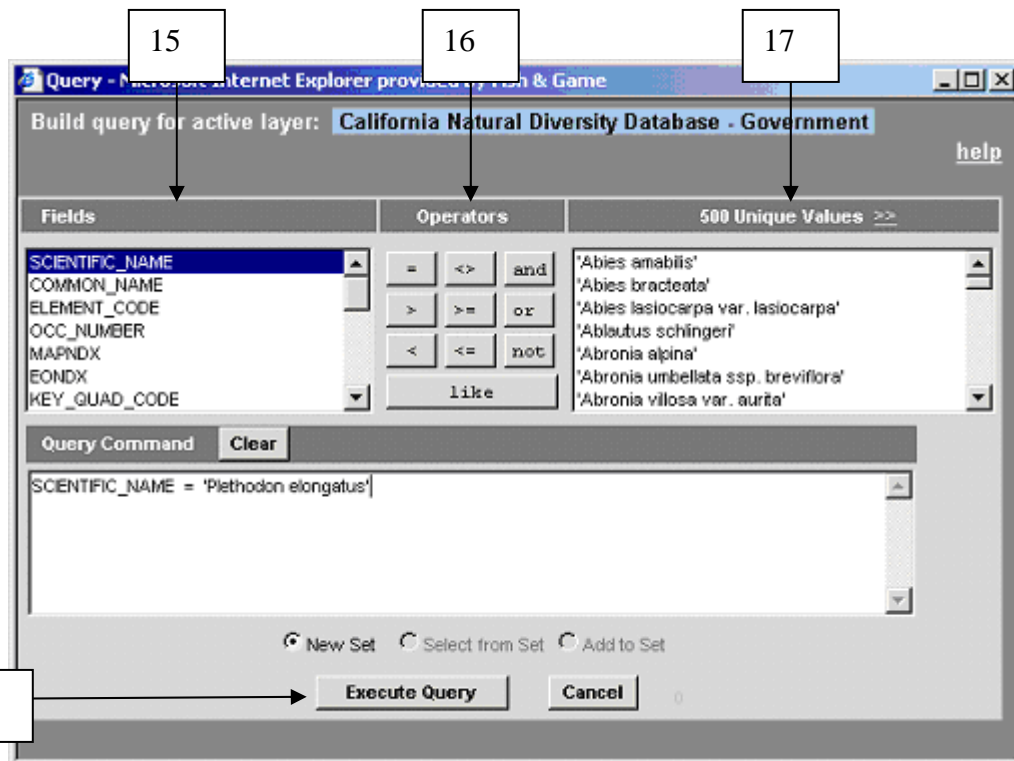 15 16 17
Query - Microsoft Internet Explorer provided by Fish & Game
Build query for active layer: California Natural Diversity Database - Government
help
Fields Operators 500 Unique Values >>
SCIENTIFIC_NAME
COMMON_NAME
ELEMENT_CODE
OCC_NUMBER
MAPNDX
EONDX
KEY_QUAD_CODE
= <> and
> >= or
< <= not
like
'Abies amabilis'
'Abies bracteata'
'Abies lasiocarpa var. lasiocarpa'
'Ablautus schlingeri'
'Abronia alpina'
'Abronia umbellata ssp. breviflora'
'Abronia villosa var. aurita'
Query Command Clear
SCIENTIFIC_NAME = 'Plethodon elongatus'
New Set Select from Set Add to Set
Execute Query Cancel 0